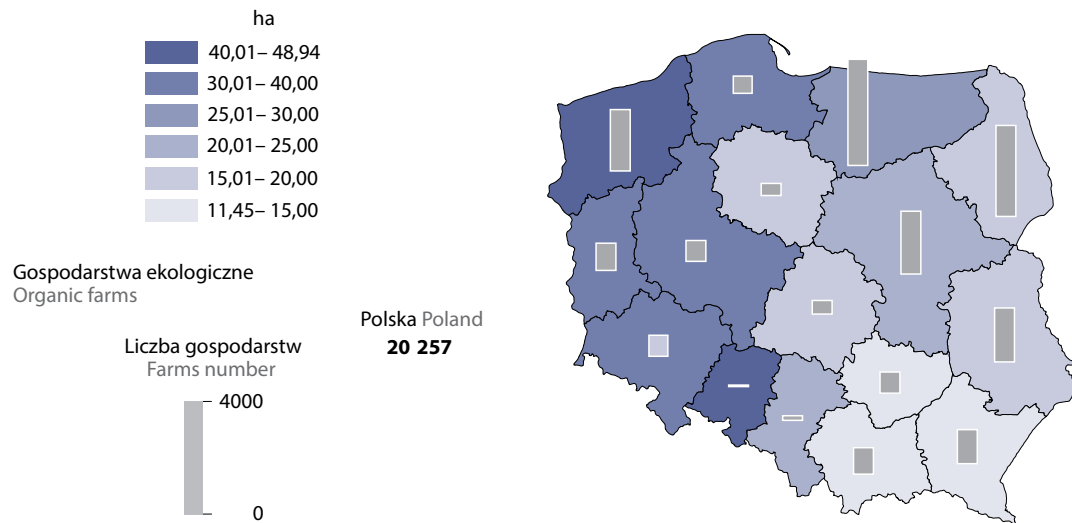 ha
40,01– 48,94
30,01– 40,00
25,01– 30,00
20,01– 25,00
15,01– 20,00
11,45– 15,00
Gospodarstwa ekologiczne
Organic farms
Polska Poland
20 257
Liczba gospodarstw
Farms number
4000
0